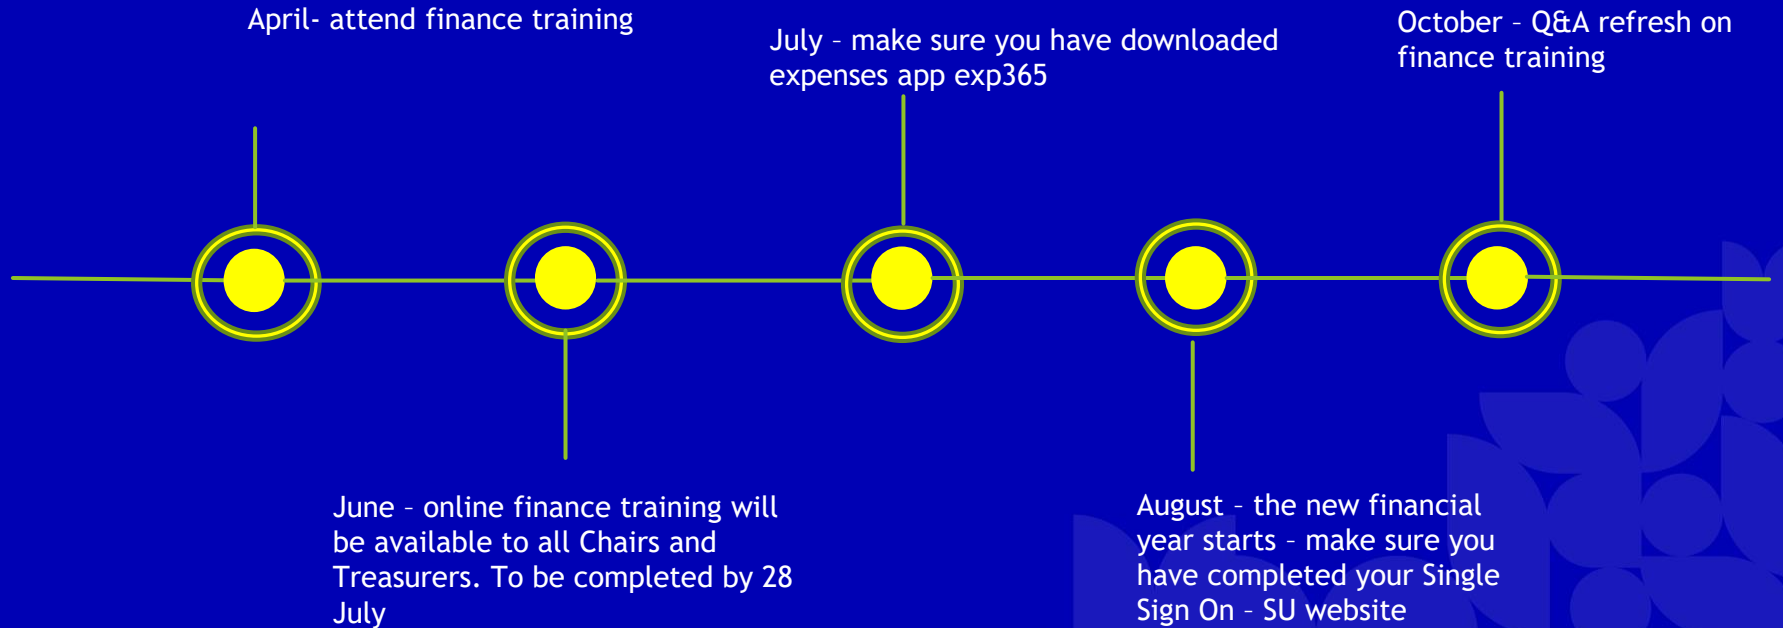 April- attend finance training
July – make sure you have downloaded
expenses app exp365
October – Q&A refresh on
finance training
June – online finance training will
be available to all Chairs and
Treasurers. To be completed by 28
July
August – the new financial
year starts – make sure you
have completed your Single
Sign On – SU website